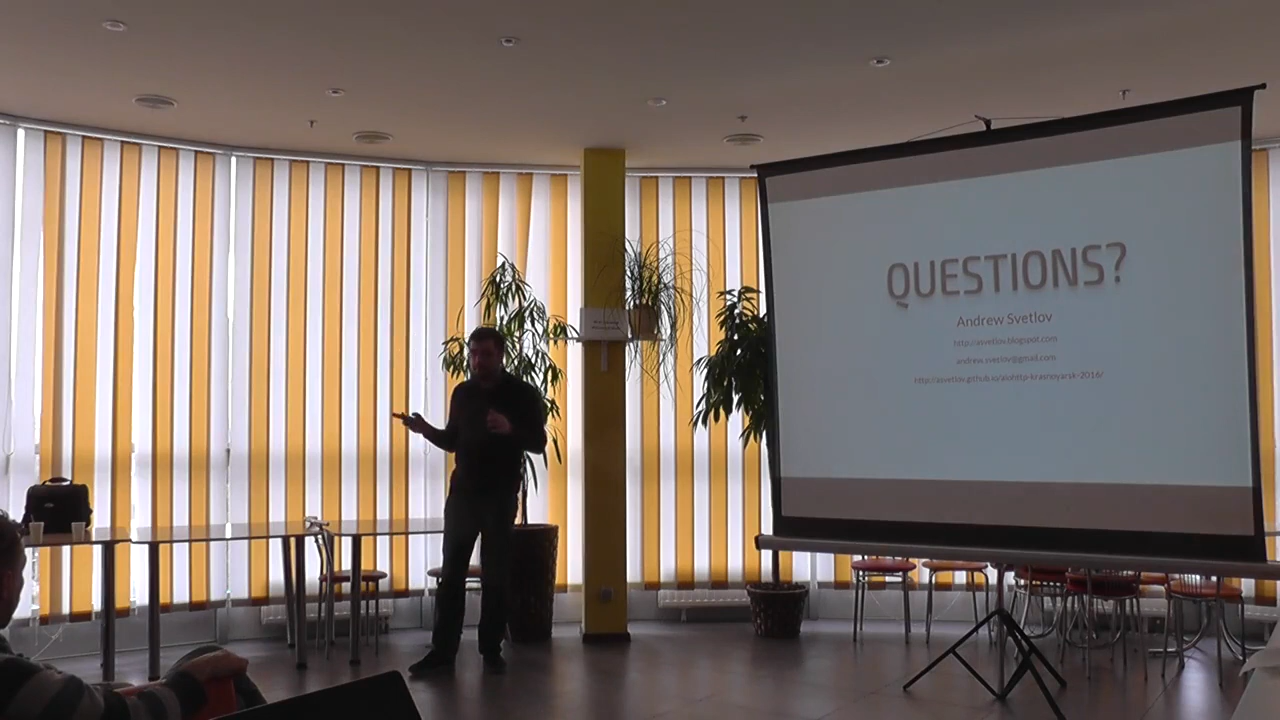 QUESTIONS?
Andrew Svetlov
http://asvetlov.blogspot.com
andrew.svetlov@gmail.com
http://asvetlov.github.io/aiohttp-krasnoyarsk-2016/